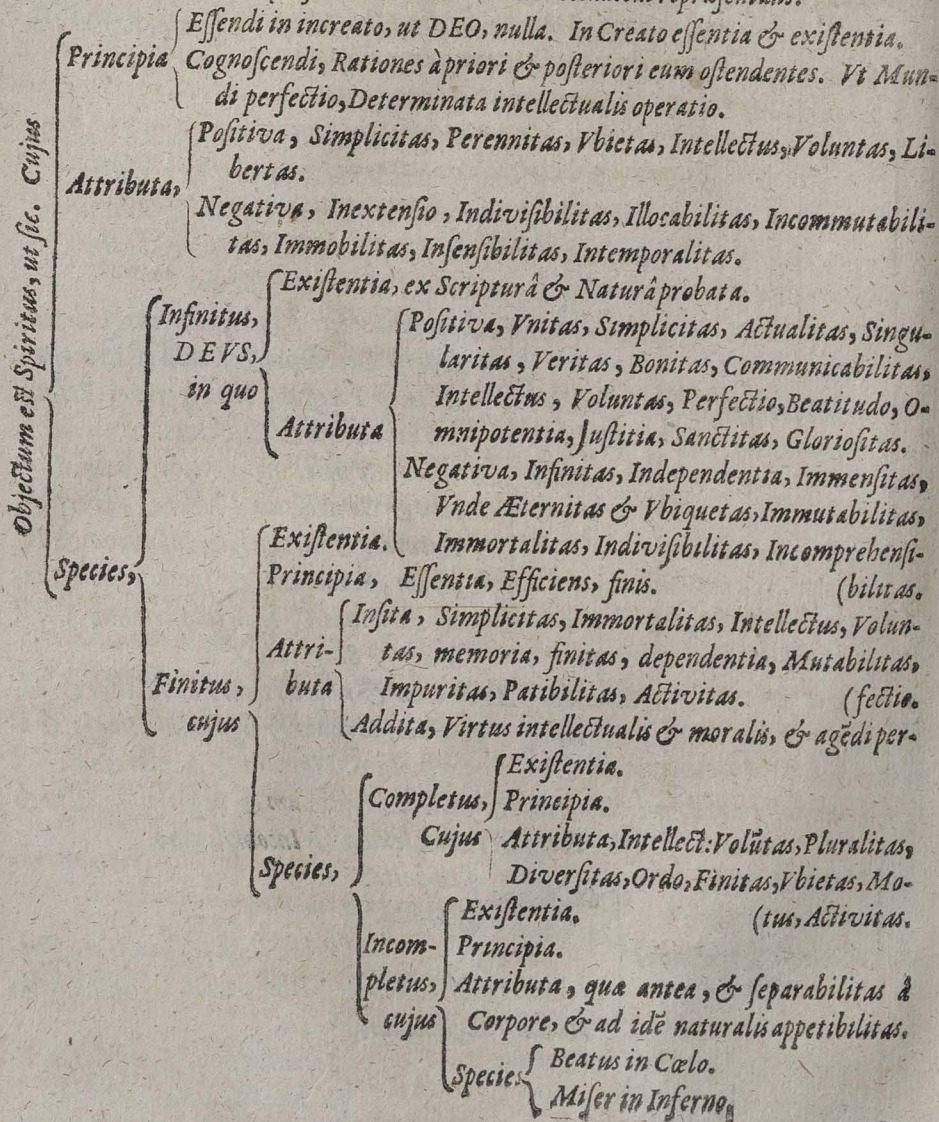 Objectum est Spiritus, ut sic. Cujus
Principia
Essendi in increato, ut DEO, nulla. In Creato essentia & existentia.
Cognoscendi, Rationes àpriori & posteriori eum ostendentes. Vt Mun-
di perfectio, Determinata intellectualis operatio.
Attributa,
Positiva, Simplicitas, Perennitas, Vbietas, Intellectus, Voluntas, Li-
bertas.
Negativa, Inextensio, Indivisibilitas, Illocabilitas, Incommutabili-
tas, Immobilitas, Insensibilitas, Intemporalitas.
Species,
Infinitus,
DEVS,
in quo
Existentia, ex Scripturâ & Naturâ probata.
Attributa
Positiva, Vnitas, Simplicitas, Actualitas, Singu-
laritas, Veritas, Bonitas, Communicabilitas,
Intellectus, Voluntas, Perfectio, Beatitudo, O-
mnipotentia, Justitia, Sanctitas, Gloriositas.
Negativa, Infinitas, Independentia, Immensitas,
Vnde Æternitas & Vbiquetas, Immutabilitas,
Immortalitas, Indivisibilitas, Incomprehensi-
(bilitas.
Finitus,
cujus
Existentia.
Principia, Essentia, Efficiens, finis.
Attri-
buta
Insita, Simplicitas, Immortalitas, Intellectus, Volun-
tas, memoria, finitas, dependentia, Mutabilitas,
Impuritas, Patibilitas, Activitas.
(fectio.
Addita, Virtus intellectualis & moralis, & agēdi per-
Species,
Completus,
Cujus
Existentia.
Principia.
Attributa, Intellect: Volūtas, Pluralitas,
Diversitas, Ordo, Finitas, Vbietas, Mo-
(tus, Activitas.
Incom-
pletus,
cujus
Existentia.
Principia.
Attributa, quæ antea, & separabilitas à
Corpore, & ad idē naturalis appetibilitas.
Species
Beatus in Cœlo.
Miser in Inferno.